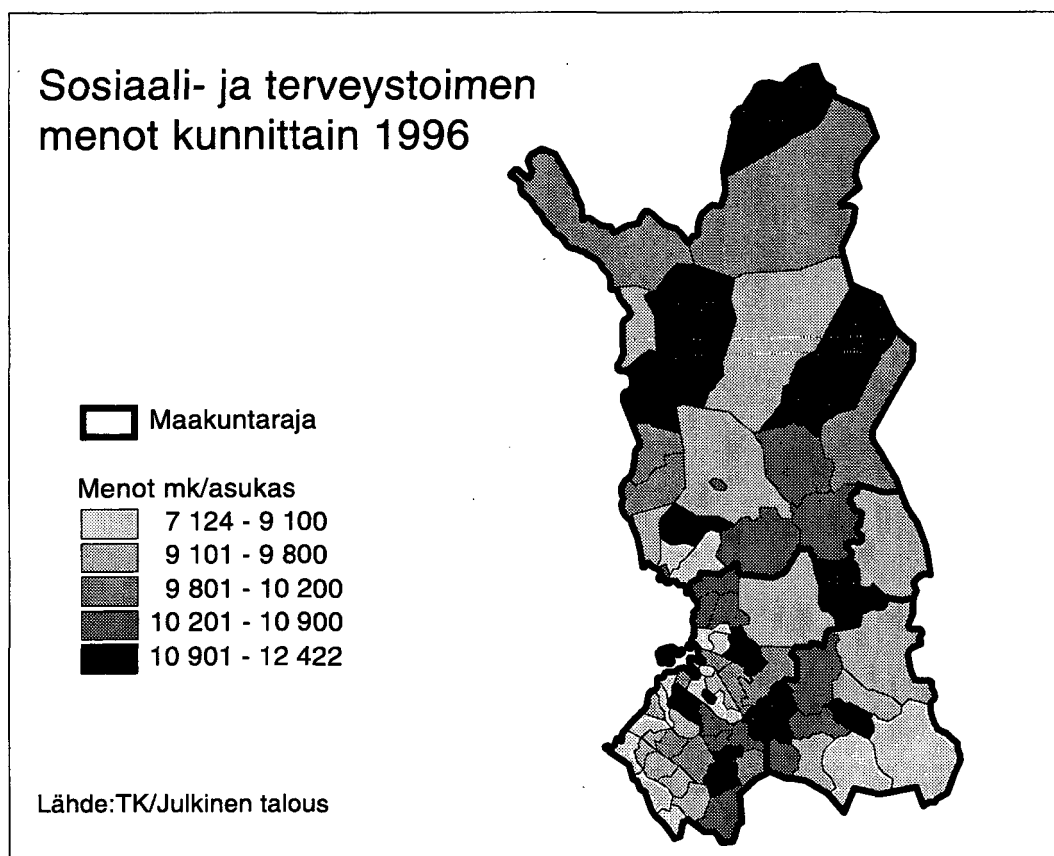 Sosiaali- ja terveystoimen
menot kunnittain 1996
Maakuntaraja
Menot mk/asukas
7 124 - 9 100
9 101 - 9 800
9 801 - 10 200
10 201 - 10 900
10 901 - 12 422
Lähde:TK/Julkinen talous